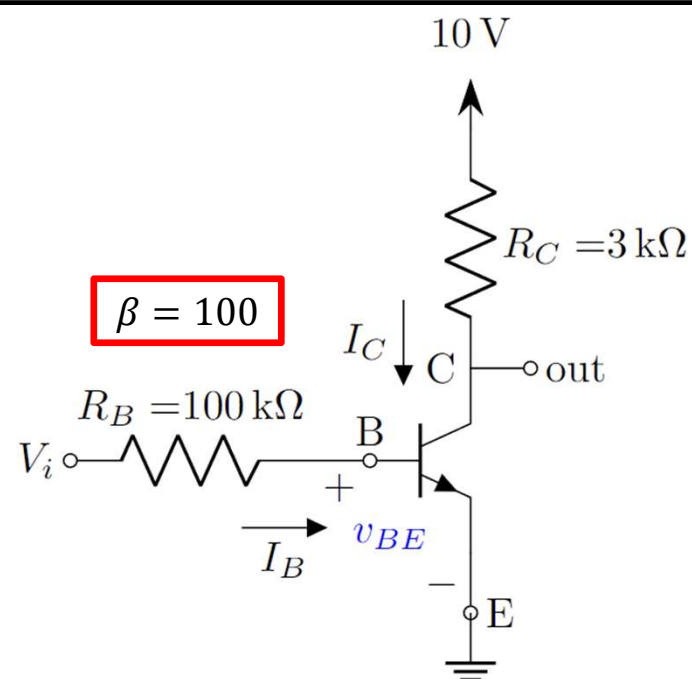 10 V
R_C =3 kΩ
β = 100
I_C
C
out
R_B =100 kΩ
B
V_i
+
v_BE
I_B
−
E